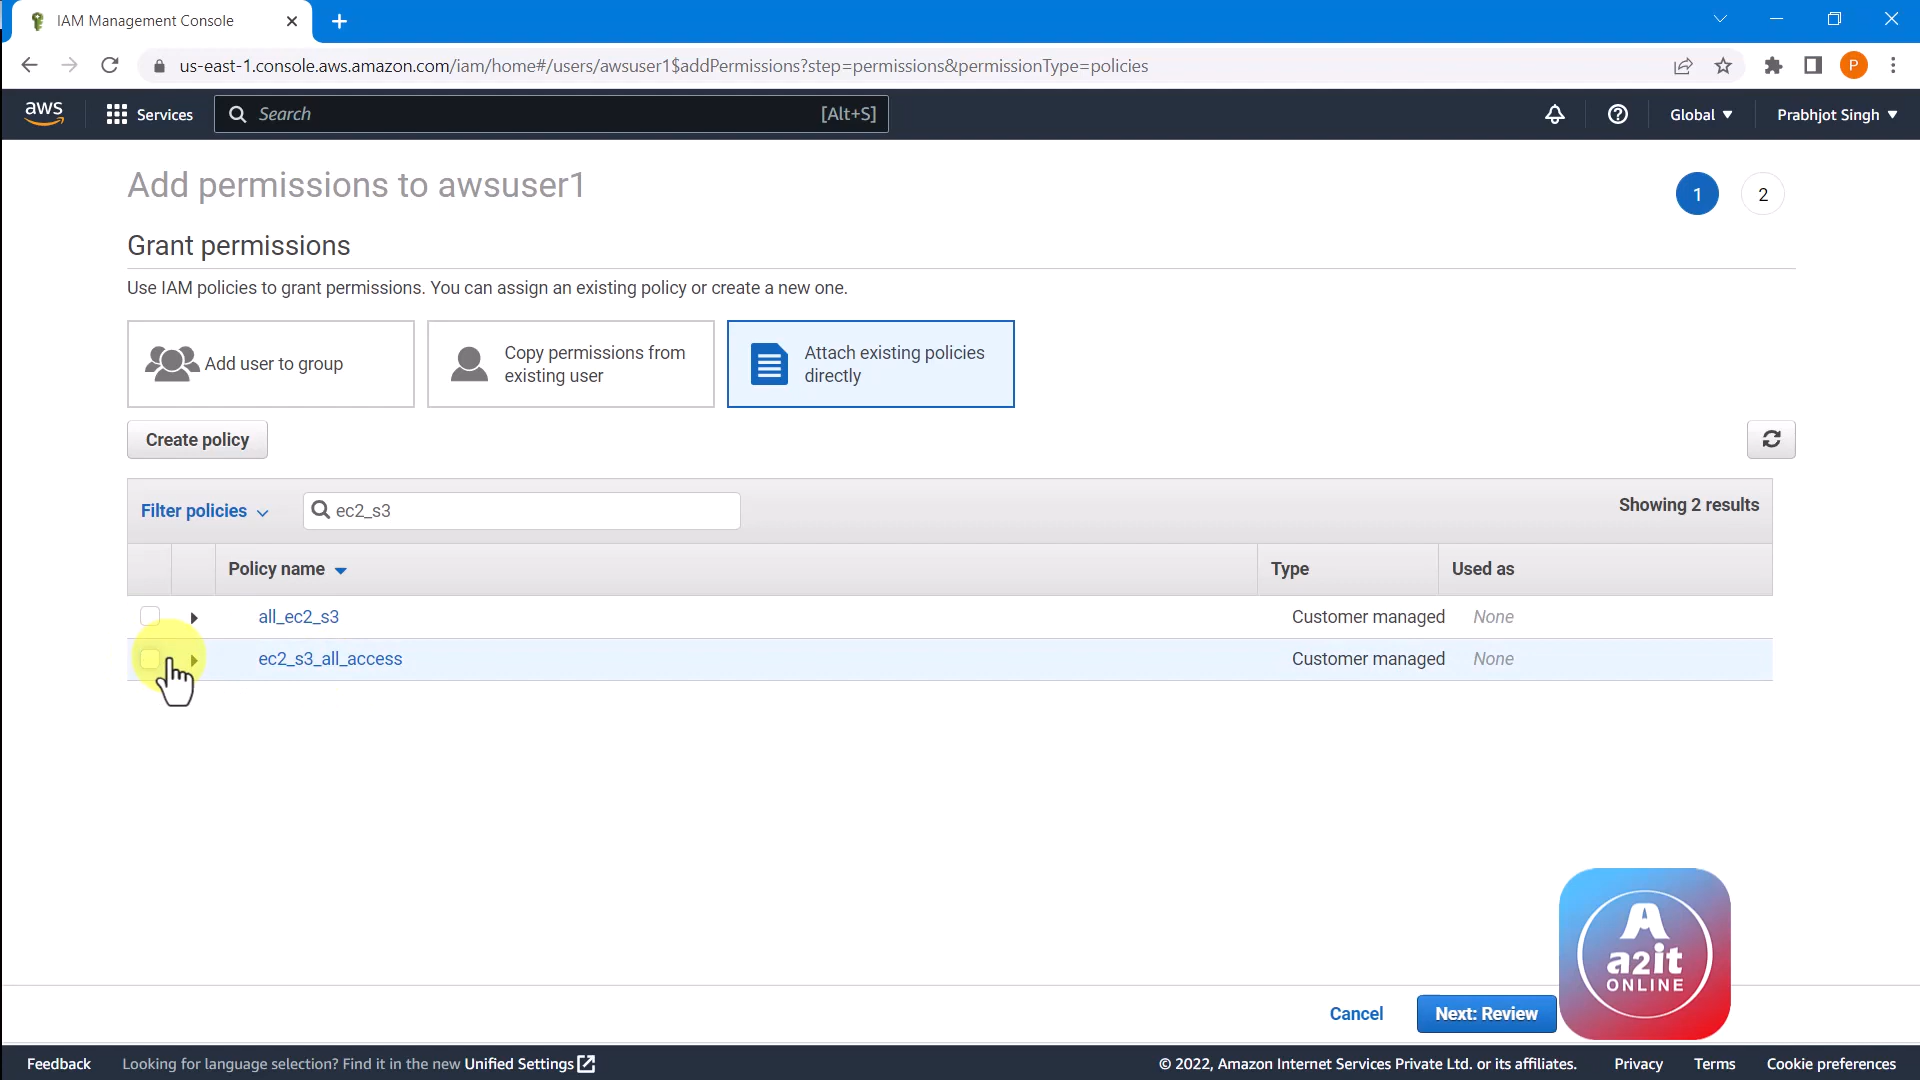 IAM Management Console
us-east-1.console.aws.amazon.com/iam/home#/users/awsuser1$addPermissions?step=permissions&permissionType=policies
P
aws
Services
Search
[Alt+S]
Global
Prabhjot Singh
Add permissions to awsuser1
1
2
Grant permissions
Use IAM policies to grant permissions. You can assign an existing policy or create a new one.
Add user to group
Copy permissions from
existing user
Attach existing policies
directly
Create policy
Filter policies
ec2_s3
Showing 2 results
Policy name
Type
Used as
all_ec2_s3
Customer managed
None
ec2_s3_all_access
Customer managed
None
A
a2it
ONLINE
Cancel
Next: Review
Feedback
Looking for language selection? Find it in the new Unified Settings
© 2022, Amazon Internet Services Private Ltd. or its affiliates.
Privacy
Terms
Cookie preferences